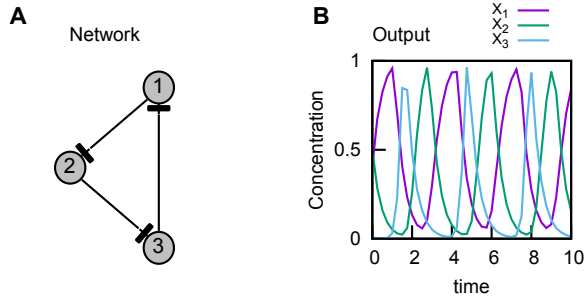 A
Network
1
2
3
B
Output
X1
X2
X3
Concentration
1
0.5
0
0 2 4 6 8 10
time